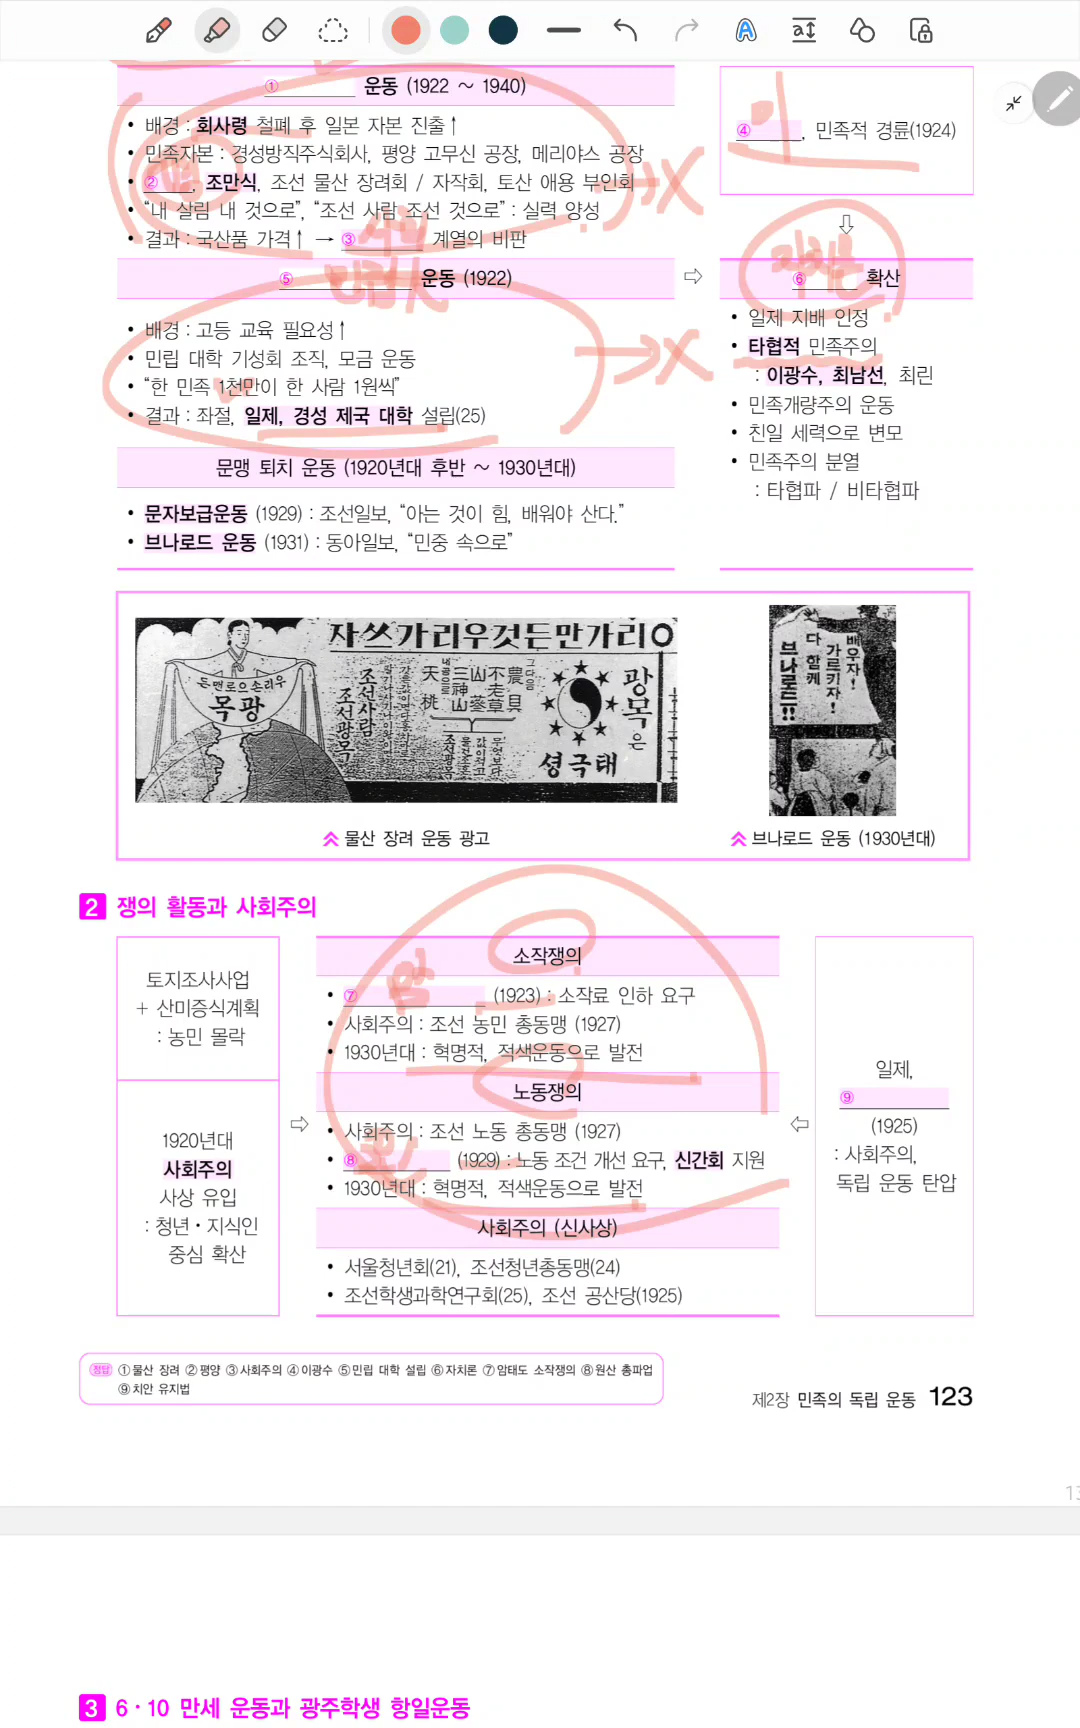 ① 운동 (1922 ~ 1940)
• 배경 : 회사령 철폐 후 일본 자본 진출↑
• 민족자본 : 경성방직주식회사, 평양 고무신 공장, 메리야스 공장
• ② , 조만식, 조선 물산 장려회 / 자작회, 토산 애용 부인회
• “내 살림 내 것으로”, “조선 사람 조선 것으로” : 실력 양성
• 결과 : 국산품 가격↑ → ③ 계열의 비판
④ , 민족적 경륜(1924)
⑤ 운동 (1922)
• 배경 : 고등 교육 필요성↑
• 민립 대학 기성회 조직, 모금 운동
• “한 민족 1천만이 한 사람 1원씩”
• 결과 : 좌절, 일제, 경성 제국 대학 설립(25)
⑥ 확산
• 일제 지배 인정
• 타협적 민족주의
: 이광수, 최남선, 최린
• 민족개량주의 운동
• 친일 세력으로 변모
• 민족주의 분열
: 타협파 / 비타협파
문맹 퇴치 운동 (1920년대 후반 ~ 1930년대)
• 문자보급운동 (1929) : 조선일보, “아는 것이 힘, 배워야 산다.”
• 브나로드 운동 (1931) : 동아일보, “민중 속으로”
자쓰가리우것든만가리O
든맨로으손리우
목광
조선사람
조선광목
광목은
셩극태
배우자!
가르키자!
다 함께
브나로드!!
물산 장려 운동 광고
브나로드 운동 (1930년대)
2 쟁의 활동과 사회주의
토지조사사업
+ 산미증식계획
: 농민 몰락
1920년대
사회주의
사상 유입
: 청년・지식인
중심 확산
소작쟁의
• ⑦ (1923) : 소작료 인하 요구
• 사회주의 : 조선 농민 총동맹 (1927)
• 1930년대 : 혁명적, 적색운동으로 발전
노동쟁의
• 사회주의 : 조선 노동 총동맹 (1927)
• ⑧ (1929) : 노동 조건 개선 요구, 신간회 지원
• 1930년대 : 혁명적, 적색운동으로 발전
사회주의 (신사상)
• 서울청년회(21), 조선청년총동맹(24)
• 조선학생과학연구회(25), 조선 공산당(1925)
일제,
⑨
(1925)
: 사회주의,
독립 운동 탄압
정답 ①물산 장려 ②평양 ③사회주의 ④이광수 ⑤민립 대학 설립 ⑥자치론 ⑦암태도 소작쟁의 ⑧원산 총파업
⑨치안 유지법
제2장 민족의 독립 운동 123
3 6・10 만세 운동과 광주학생 항일운동